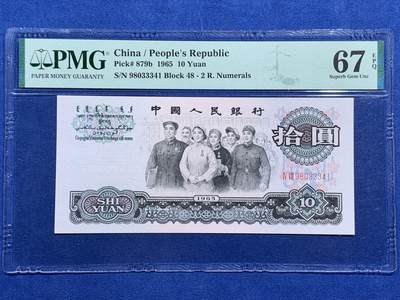 PMG
PAPER MONEY GUARANTY
China / People's Republic
Pick# 879b 1965 10 Yuan
S/N 98033341 Block 48 - 2 R. Numerals
67
EPQ
Superb Gem Unc
中國人民銀行
拾圓
98033341
SHI
YUAN
1965
10